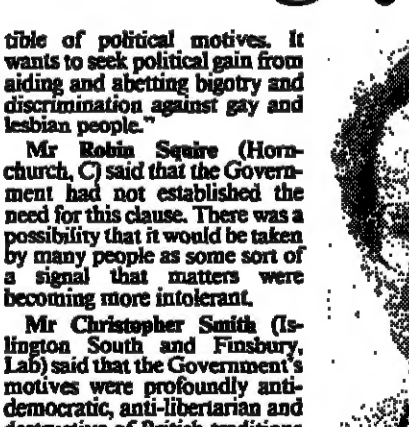 tible of political motives. It
wants to seek political gain from
aiding and abetting bigotry and
discrimination against gay and
lesbian people."
Mr Robin Squire (Horn-
church, C) said that the Govern-
ment had not established the
need for this clause. There was a
possibility that it would be taken
by many people as some sort of
a signal that matters were
becoming more intolerant.
Mr Christopher Smith (Is-
lington South and Finsbury,
Lab) said that the Government's
motives were profoundly anti-
democratic, anti-libertarian and
destructive of British traditions